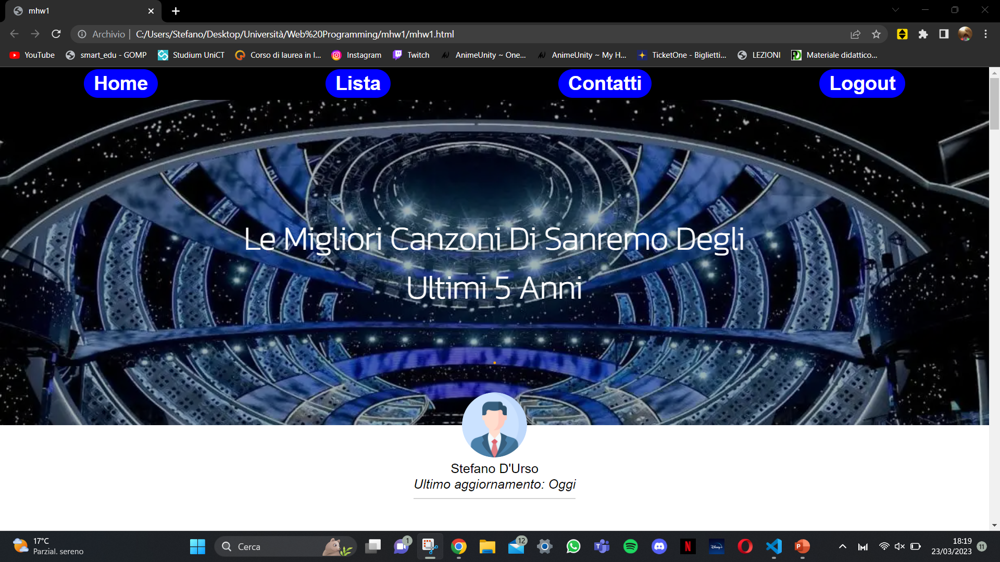 mhw1
Archivio | C:/Users/Stefano/Desktop/Università/Web%20Programming/mhw1/mhw1.html
YouTube
smart_edu - GOMP
Studium UniCT
Corso di laurea in I...
Instagram
Twitch
AnimeUnity ~ One...
AnimeUnity ~ My H...
TicketOne - Biglietti...
LEZIONI
Materiale didattico...
Home
Lista
Contatti
Logout
Le Migliori Canzoni Di Sanremo Degli
Ultimi 5 Anni
Stefano D'Urso
Ultimo aggiornamento: Oggi
17°C
Parzial. sereno
Cerca
1
12
18:19
23/03/2023
11